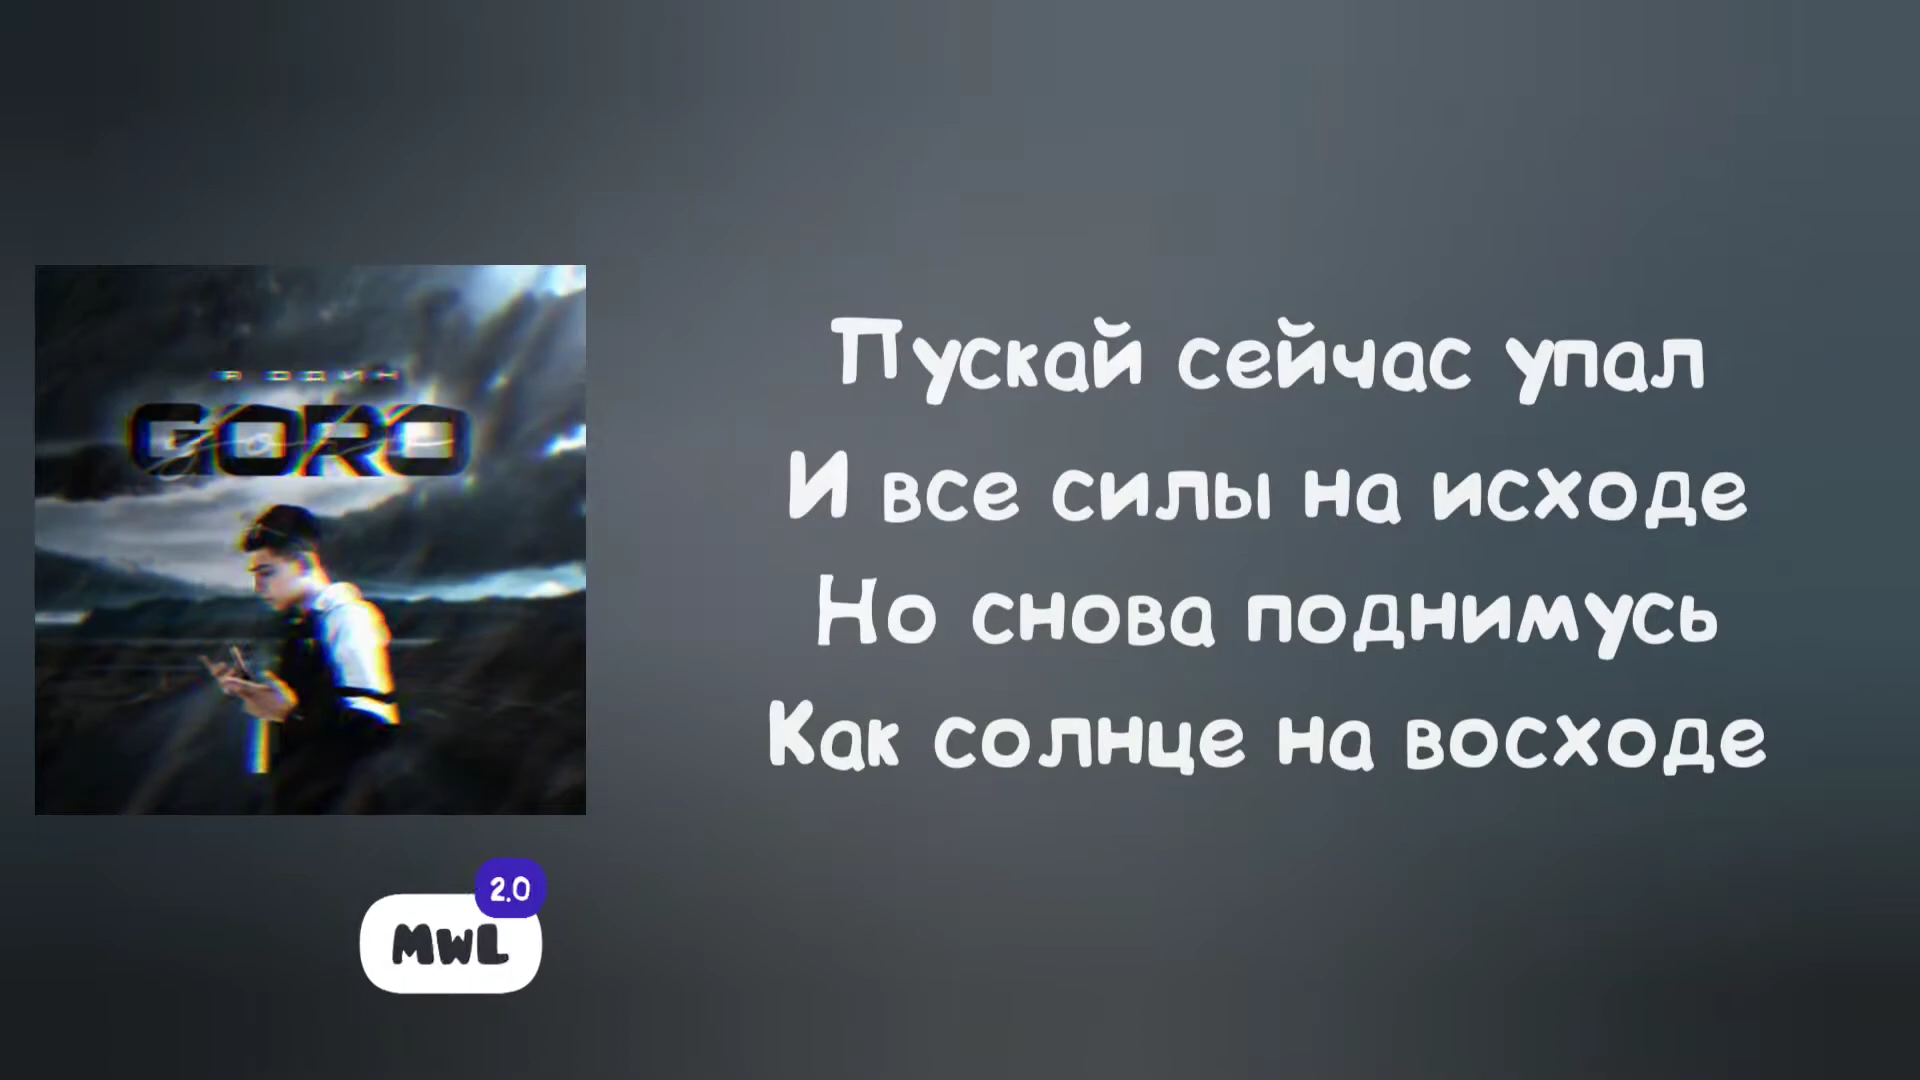 Я ОДИН
GORO
Пускай сейчас упал
И все силы на исходе
Но снова поднимусь
Как солнце на восходе
2.0
MWL